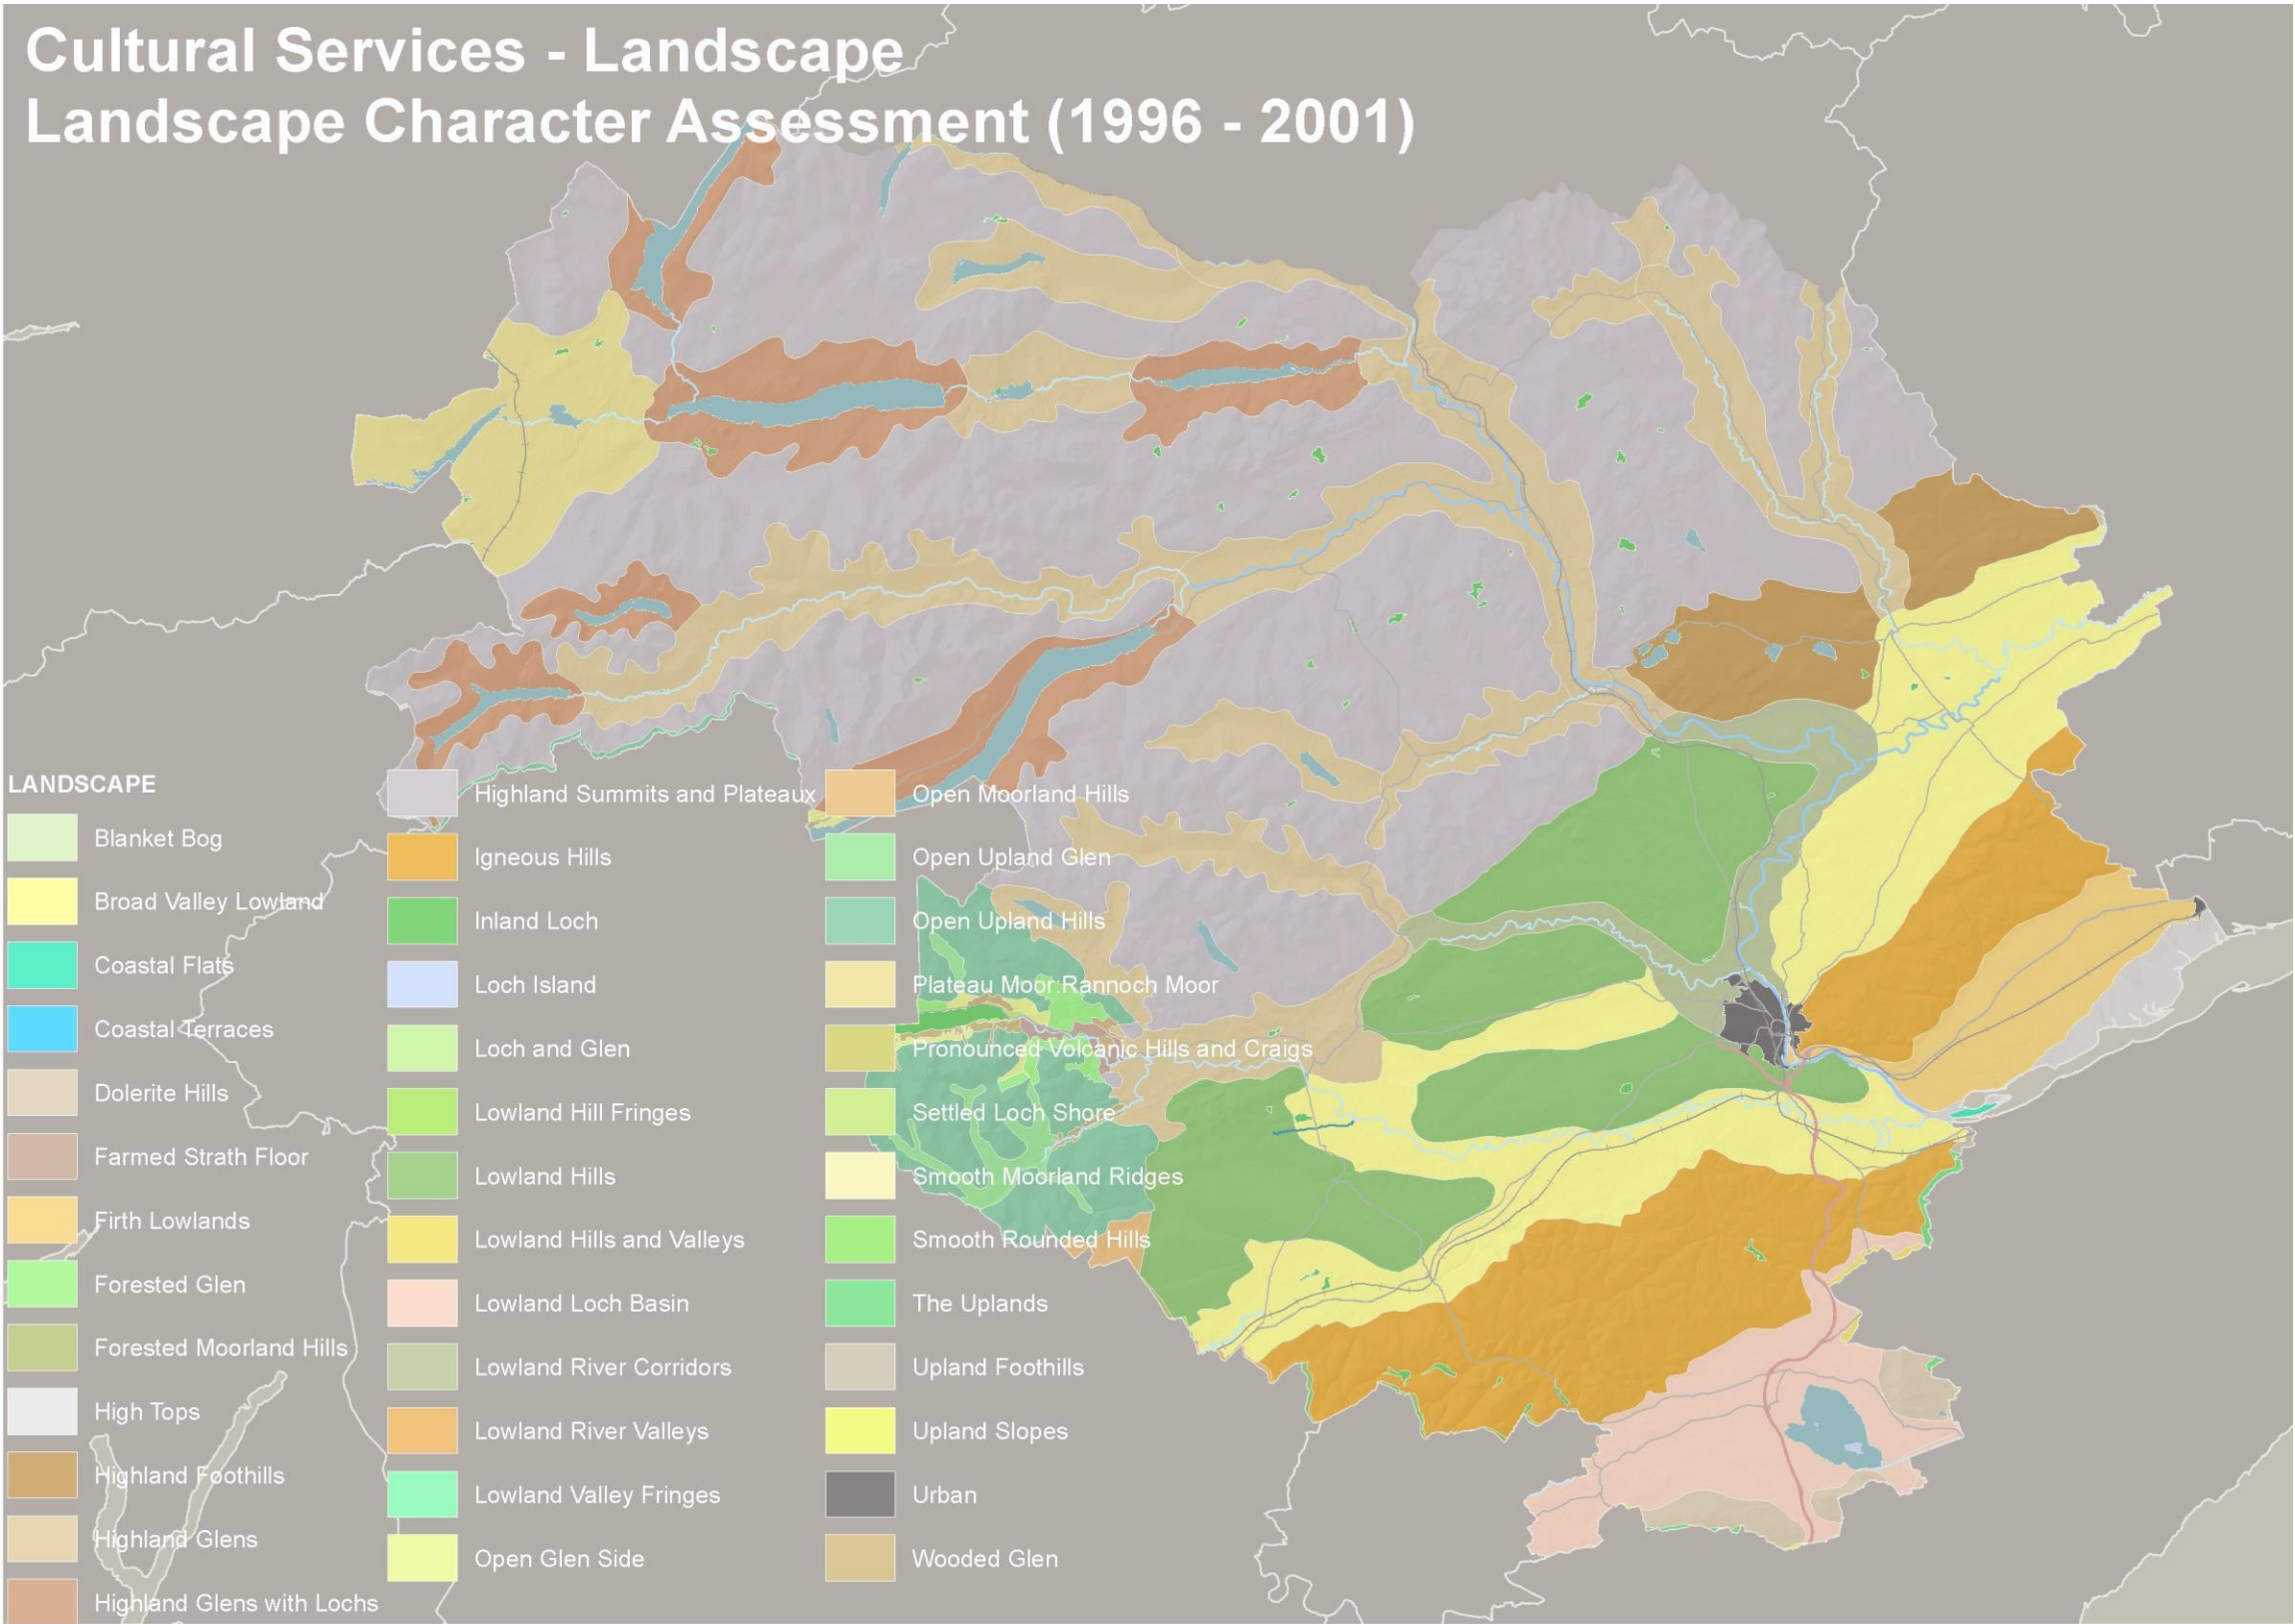 Cultural Services - Landscape
Landscape Character Assessment (1996 - 2001)
LANDSCAPE
Blanket Bog
Broad Valley Lowland
Coastal Flats
Coastal Terraces
Dolerite Hills
Farmed Strath Floor
Firth Lowlands
Forested Glen
Forested Moorland Hills
High Tops
Highland Foothills
Highland Glens
Highland Glens with Lochs
Highland Summits and Plateaux
Igneous Hills
Inland Loch
Loch Island
Loch and Glen
Lowland Hill Fringes
Lowland Hills
Lowland Hills and Valleys
Lowland Loch Basin
Lowland River Corridors
Lowland River Valleys
Lowland Valley Fringes
Open Glen Side
Open Moorland Hills
Open Upland Glen
Open Upland Hills
Plateau Moor:Rannoch Moor
Pronounced Volcanic Hills and Craigs
Settled Loch Shore
Smooth Moorland Ridges
Smooth Rounded Hills
The Uplands
Upland Foothills
Upland Slopes
Urban
Wooded Glen